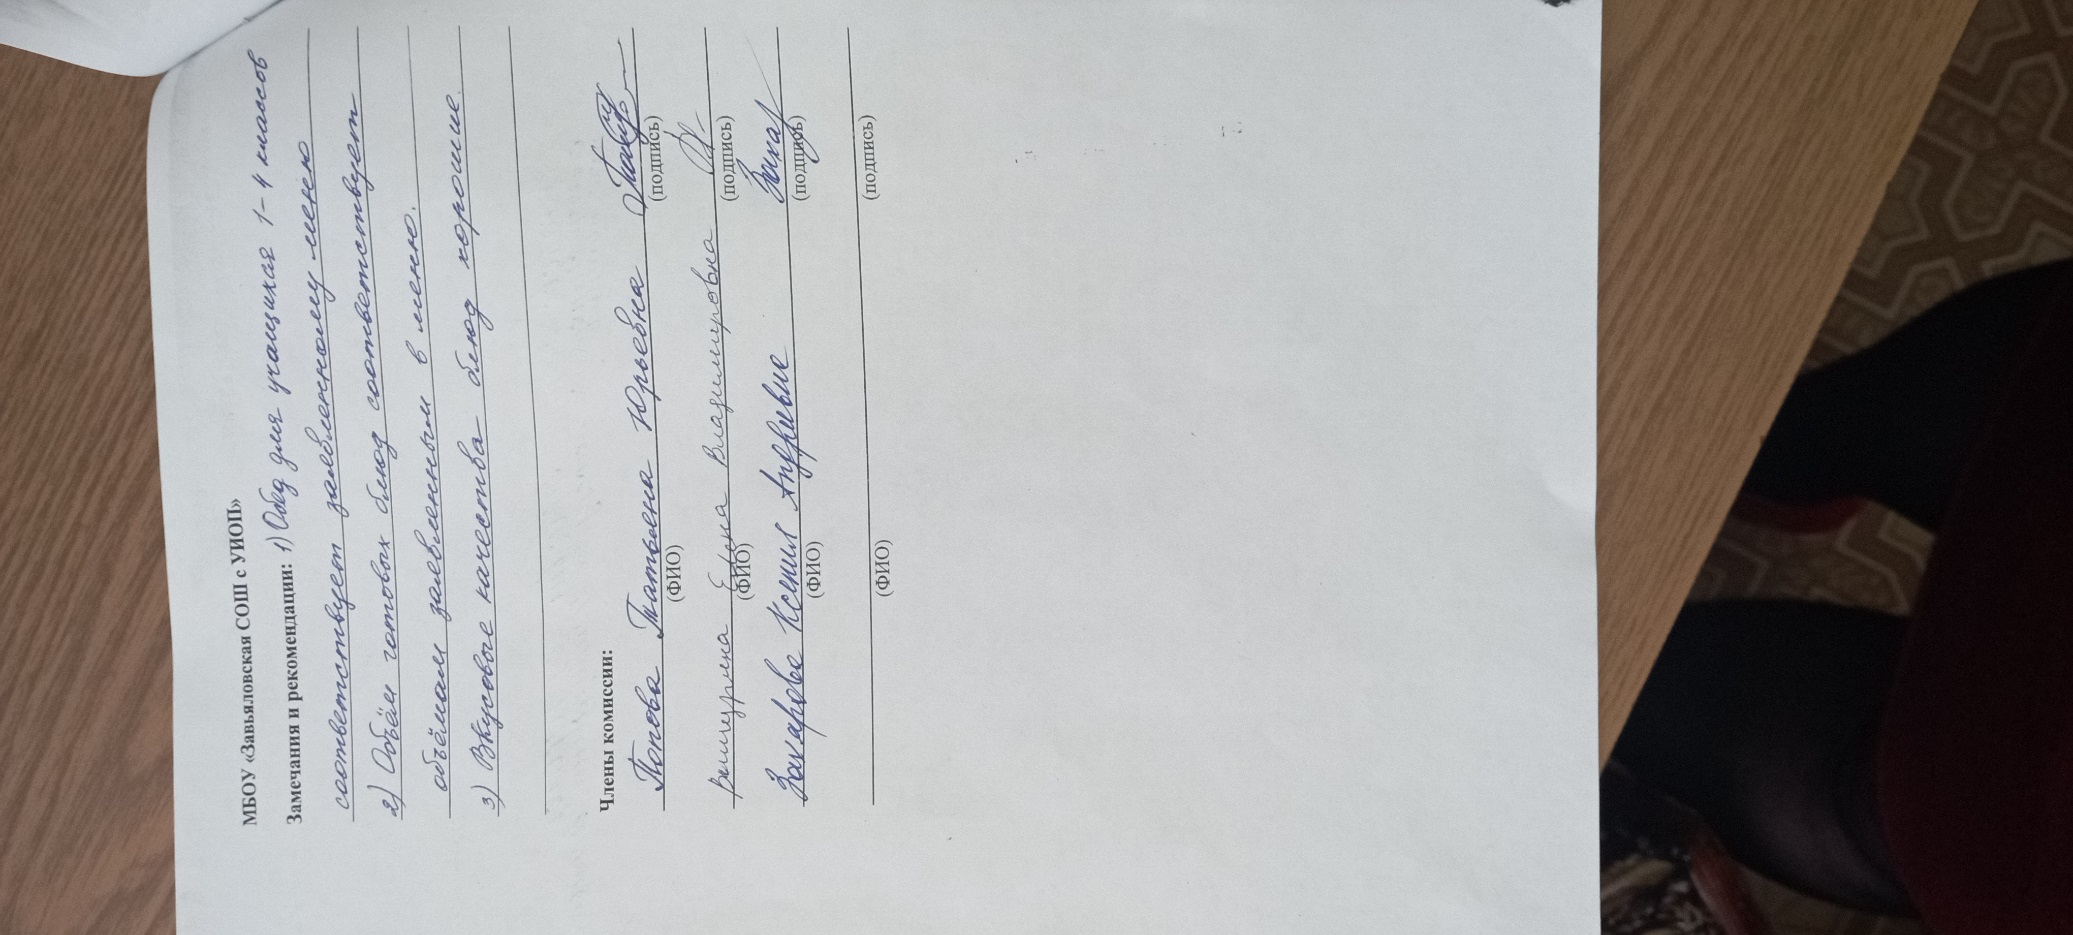 МБОУ «Завьяловская СОШ с УИОП»
Замечания и рекомендации: 1) Обед для учащихся 1-4 классов
соответствует заявленному меню
2) Объём готовых блюд соответствует
объёмам заявленным в меню.
3) Вкусовые качества блюд хорошие.
Члены комиссии:
Попова Татьяна Юрьевна
(ФИО) (подпись)
Владимировна
(ФИО) (подпись)
Захарова Ксения Андреевна
(ФИО) (подпись)
(ФИО) (подпись)